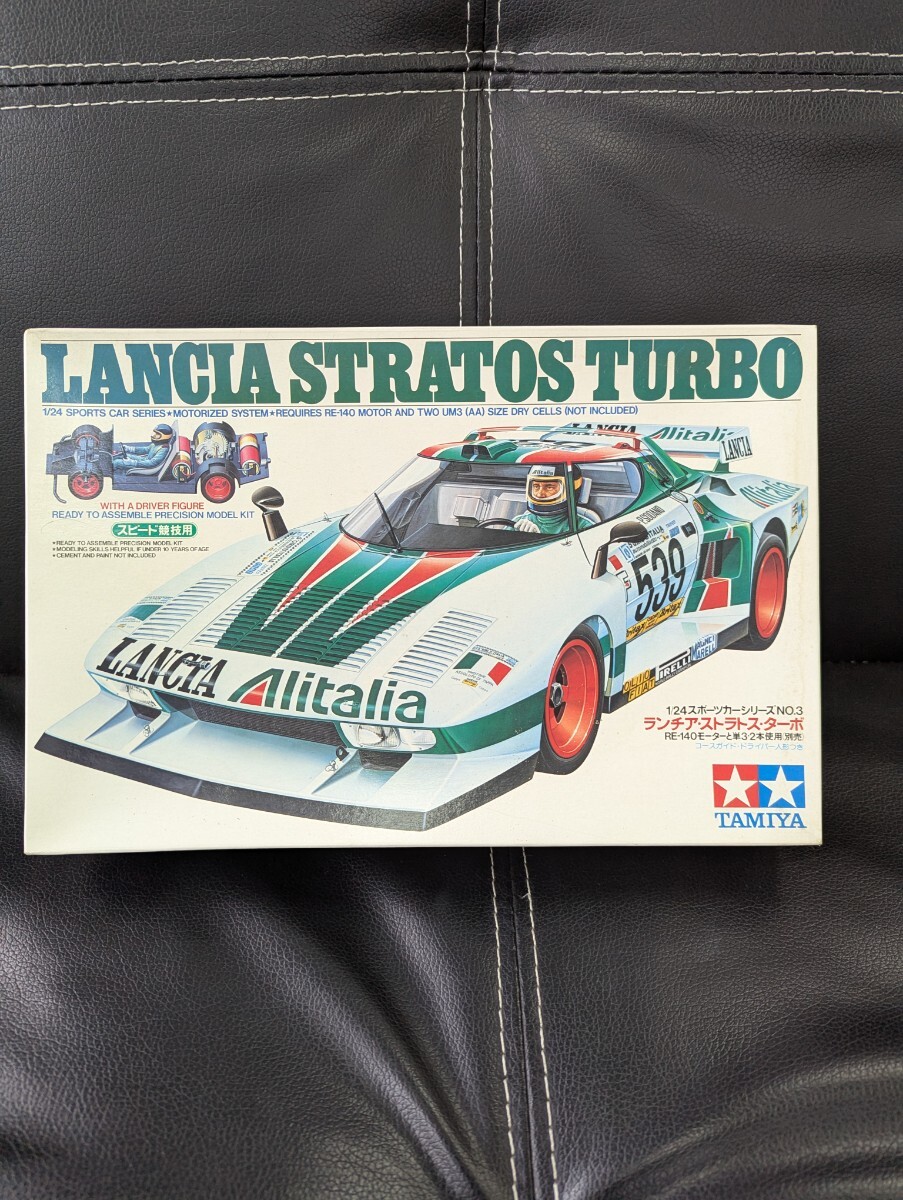 LANCIA STRATOS TURBO
1/24 SPORTS CAR SERIES★MOTORIZED SYSTEM★REQUIRES RE-140 MOTOR AND TWO UM3 (AA) SIZE DRY CELLS (NOT INCLUDED)
WITH A DRIVER FIGURE
READY TO ASSEMBLE PRECISION MODEL KIT
スピード競技用
★READY TO ASSEMBLE PRECISION MODEL KIT
★MODELING SKILLS HELPFUL IF UNDER 10 YEARS OF AGE
★CEMENT AND PAINT NOT INCLUDED
LANCIA Alitalia
LANCIA
Alitalia
Alitalia
539
LANCIA Alitalia
OLIO FIAT
PIRELLI
1/24スポーツカーシリーズNO.3
ランチア・ストラトス・ターボ
RE-140モーターと単3・2本使用(別売)
コースガイド・ドライバー人形つき
TAMIYA